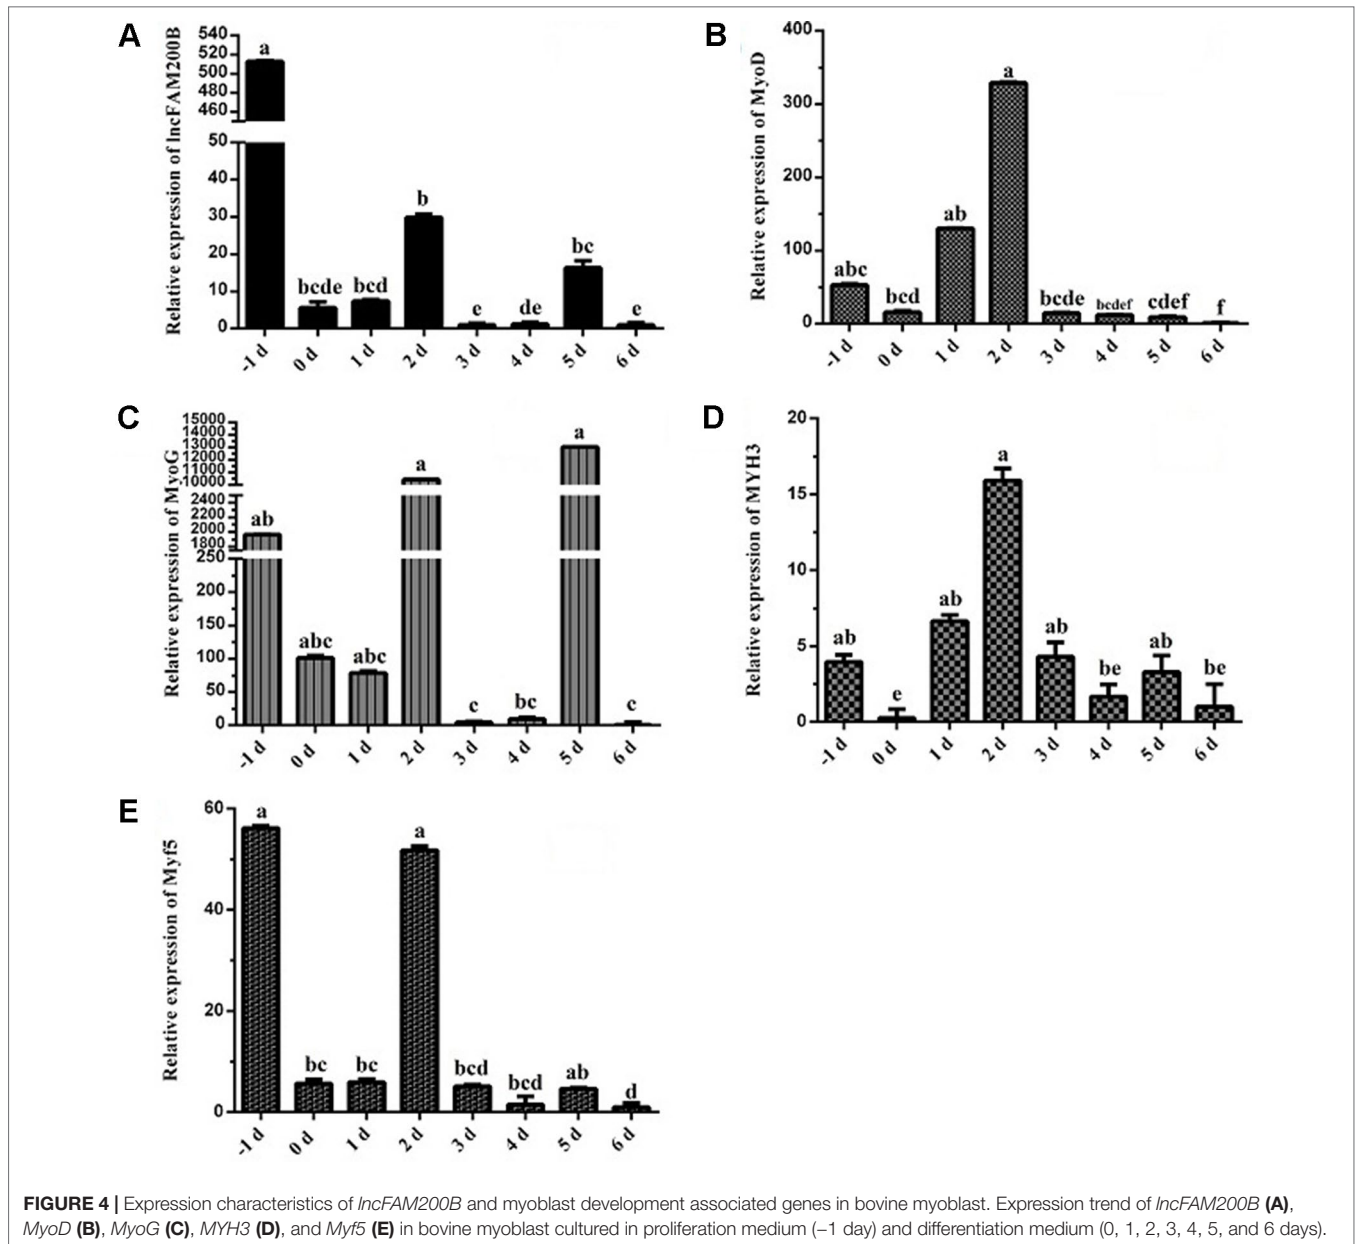 A
Relative expression of lncFAM200B
540
520
500
480
460
50
40
30
20
10
0
a
bcde
bcd
b
e
de
bc
e
-1 d
0 d
1 d
2 d
3 d
4 d
5 d
6 d
B
Relative expression of MyoD
400
300
200
100
0
abc
bcd
ab
a
bcde
bcdef
cdef
f
-1 d
0 d
1 d
2 d
3 d
4 d
5 d
6 d
C
Relative expression of MyoG
15000
14000
13000
12000
11000
10000
2400
2200
2000
1800
250
200
150
100
50
0
ab
abc
abc
a
c
bc
a
c
-1 d
0 d
1 d
2 d
3 d
4 d
5 d
6 d
D
Relative expression of MYH3
20
15
10
5
0
ab
e
ab
a
ab
be
ab
be
-1 d
0 d
1 d
2 d
3 d
4 d
5 d
6 d
E
Relative expression of Myf5
60
40
20
0
a
bc
bc
a
bcd
bcd
ab
d
-1 d
0 d
1 d
2 d
3 d
4 d
5 d
6 d
FIGURE 4 | Expression characteristics of lncFAM200B and myoblast development associated genes in bovine myoblast. Expression trend of lncFAM200B (A),
MyoD (B), MyoG (C), MYH3 (D), and Myf5 (E) in bovine myoblast cultured in proliferation medium (−1 day) and differentiation medium (0, 1, 2, 3, 4, 5, and 6 days).